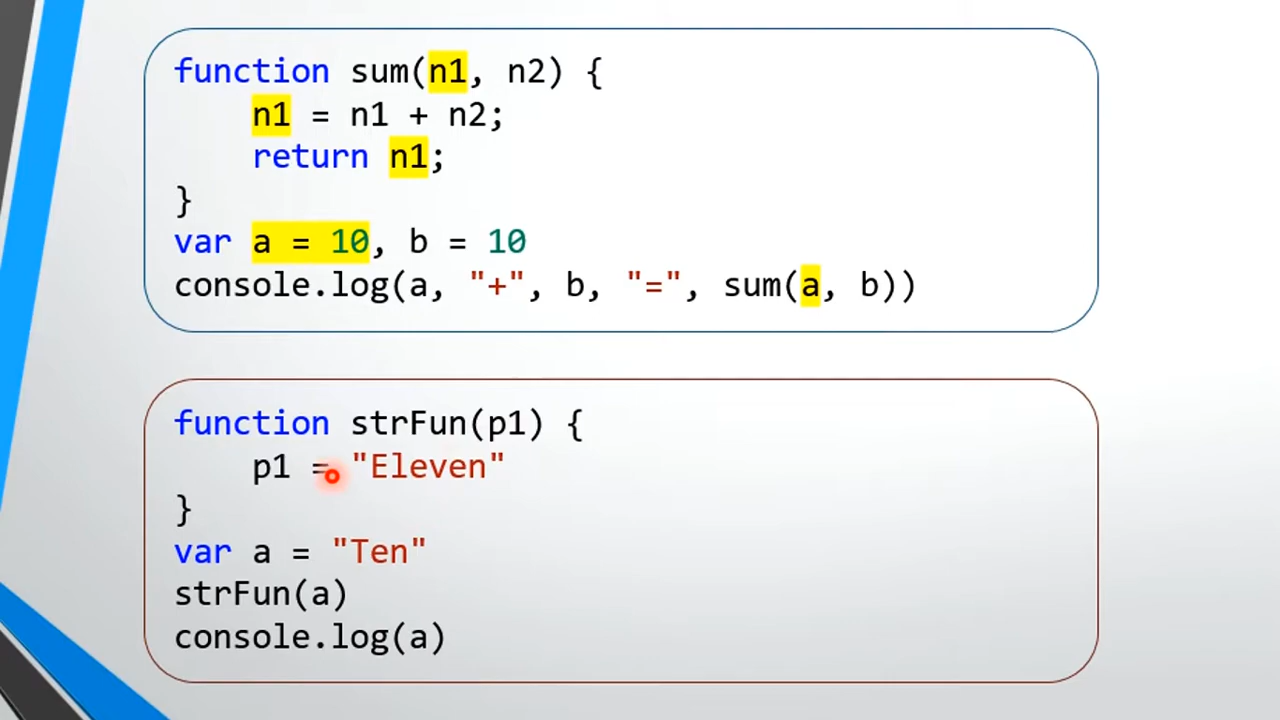 function sum(n1, n2) {
    n1 = n1 + n2;
    return n1;
}
var a = 10, b = 10
console.log(a, "+", b, "=", sum(a, b))
function strFun(p1) {
    p1 = "Eleven"
}
var a = "Ten"
strFun(a)
console.log(a)